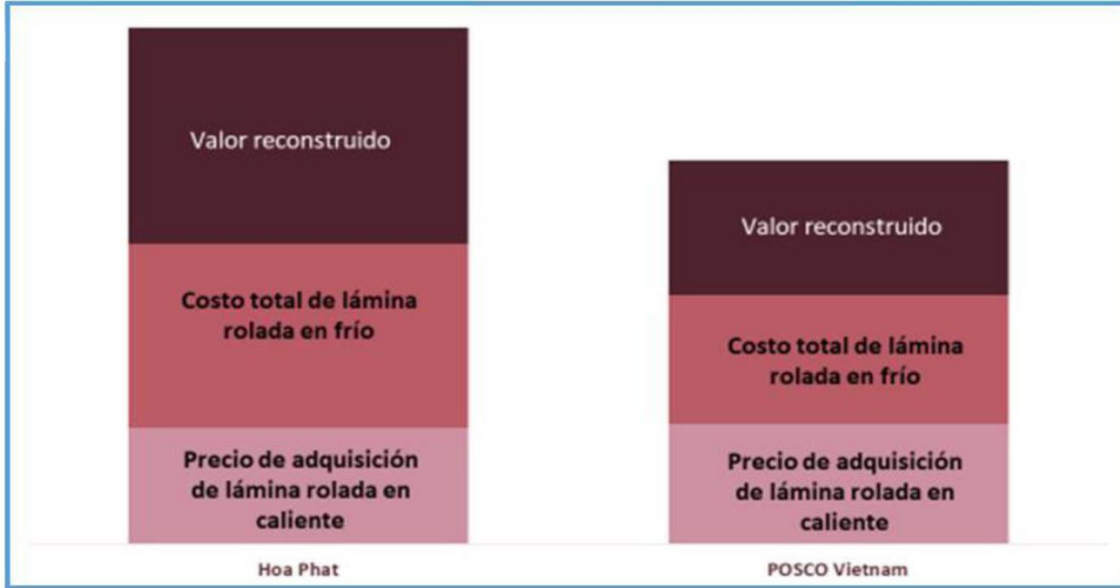 Valor reconstruido
Costo total de lámina
rolada en frío
Precio de adquisición
de lámina rolada en
caliente
Hoa Phat
Valor reconstruido
Costo total de lámina
rolada en frío
Precio de adquisición
de lámina rolada en
caliente
POSCO Vietnam